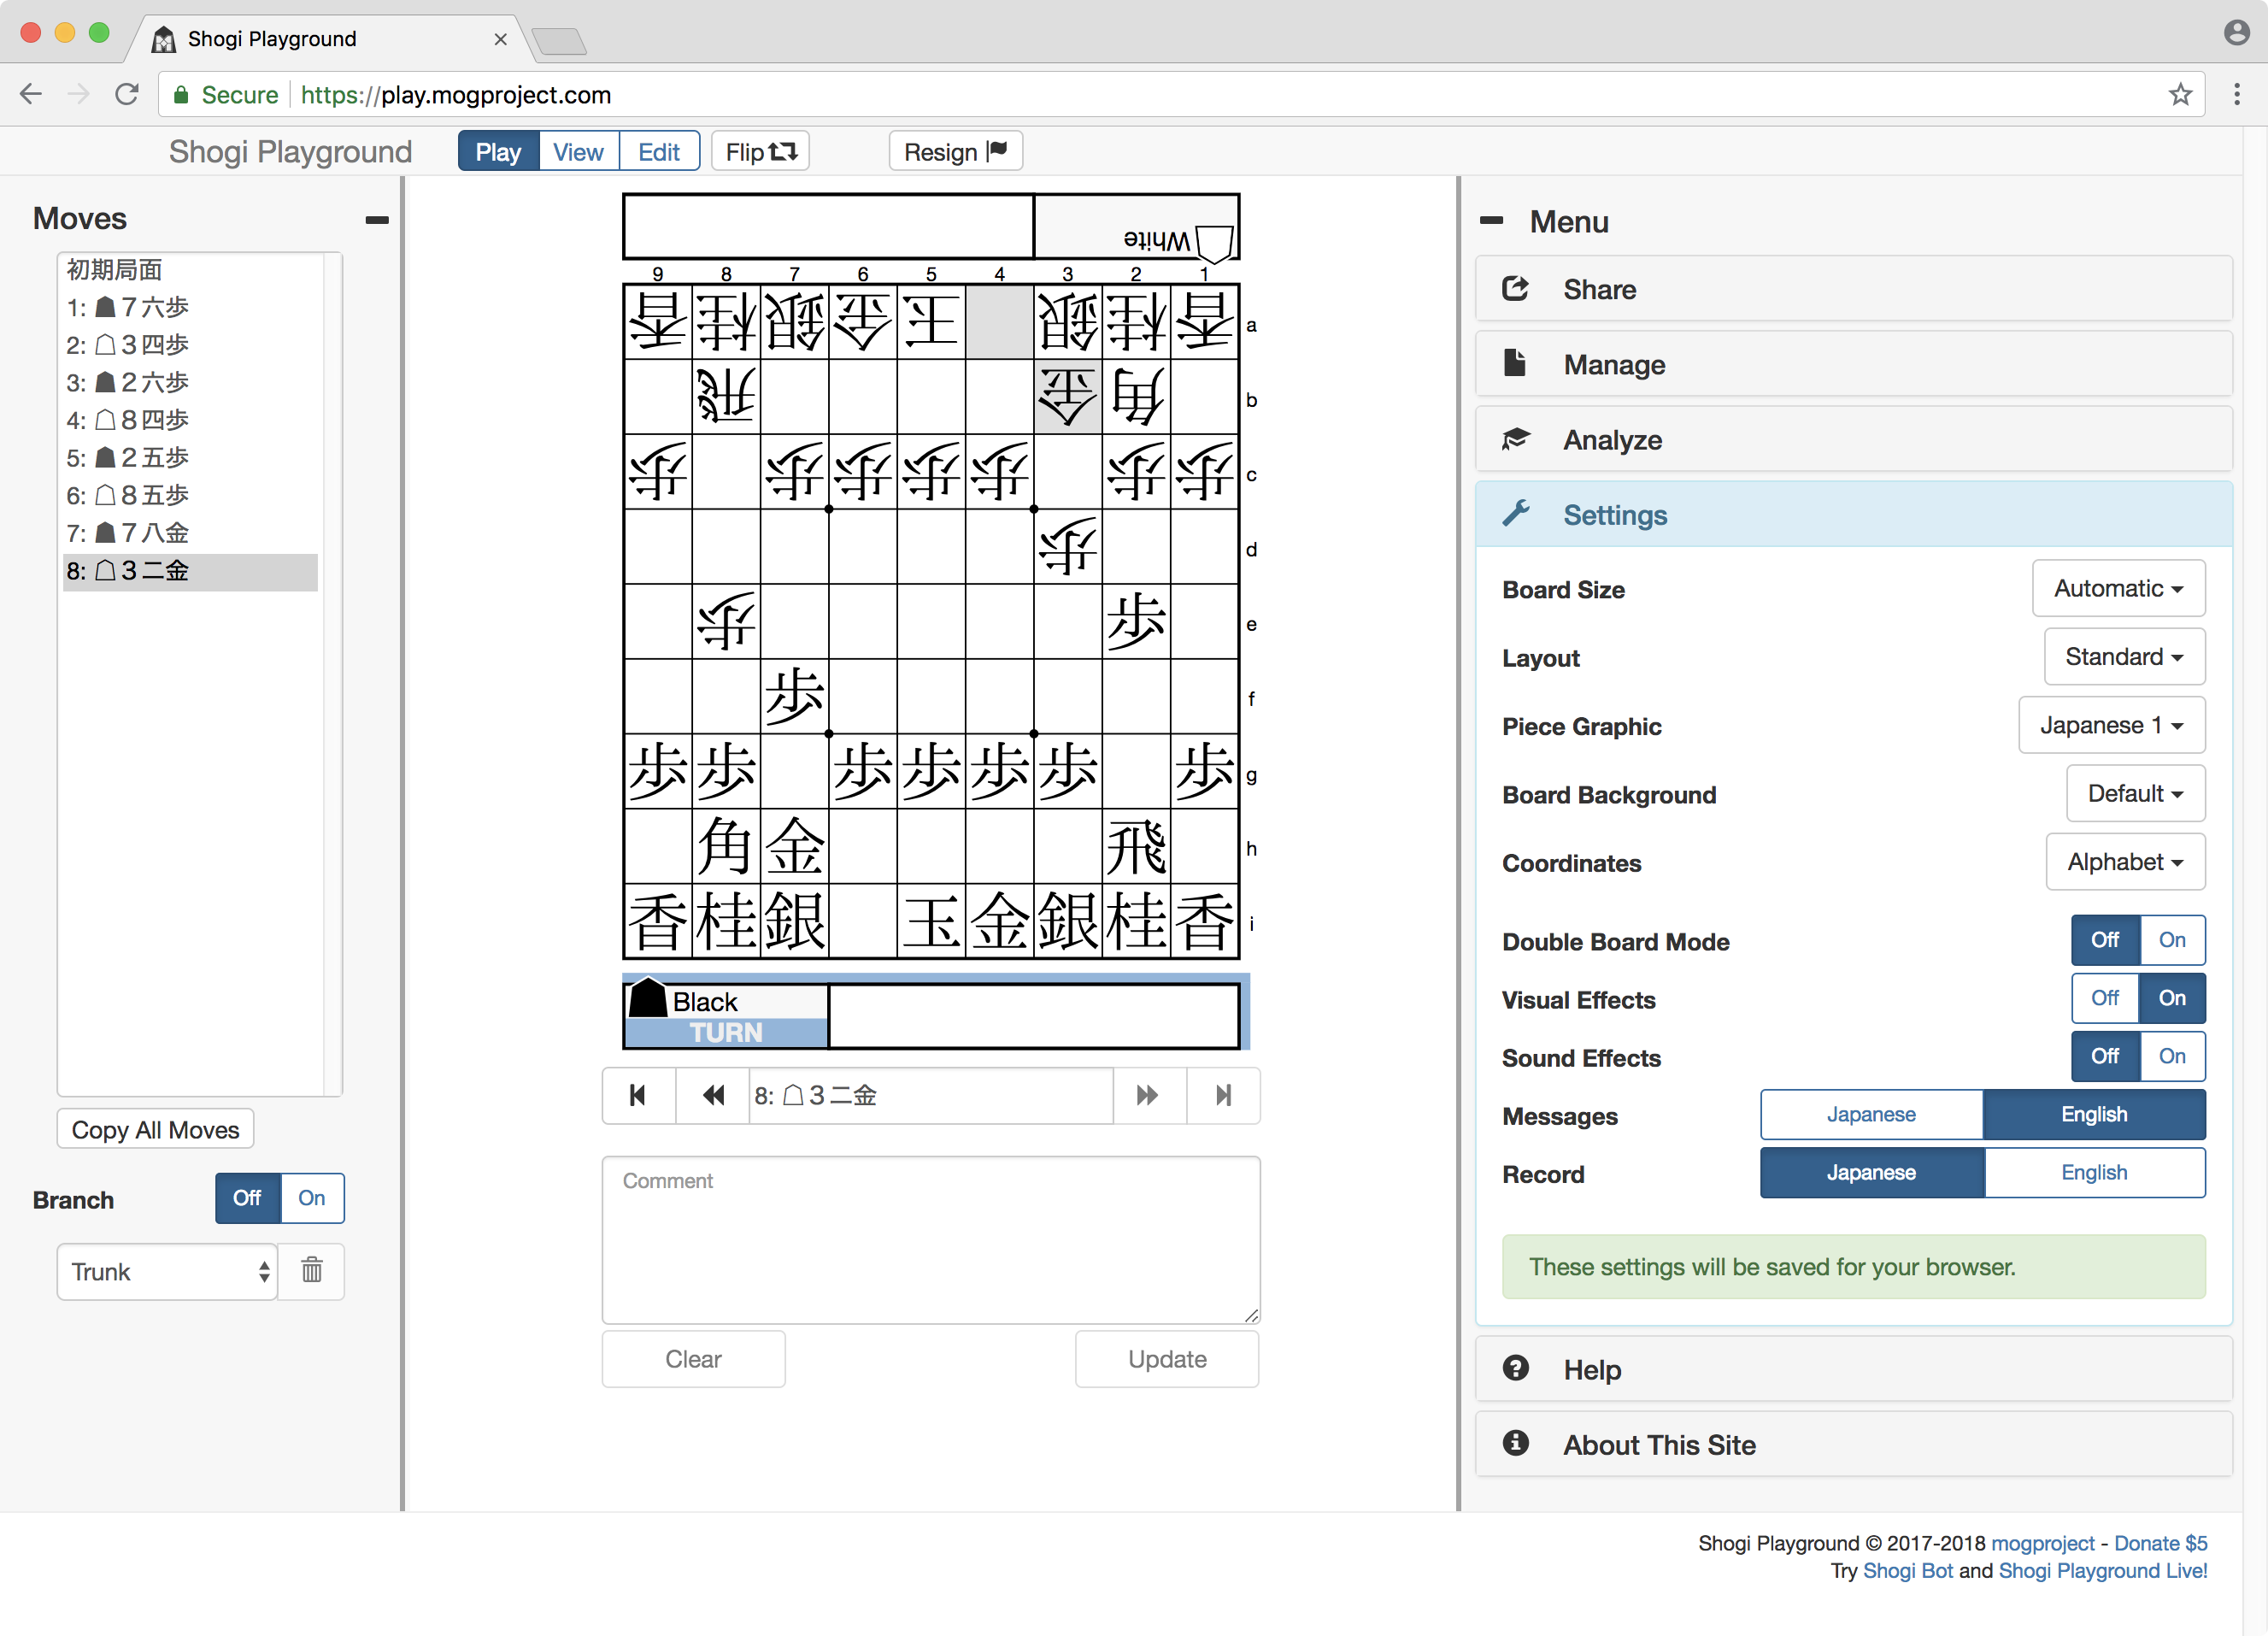 Shogi Playground
Secure https://play.mogproject.com
Shogi Playground Play View Edit Flip Resign
Moves
初期局面
1: ☗７六歩
2: ☖３四歩
3: ☗２六歩
4: ☖８四歩
5: ☗２五歩
6: ☖８五歩
7: ☗７八金
8: ☖３二金
Copy All Moves
Branch Off On
Trunk
White
9 8 7 6 5 4 3 2 1
香 桂 銀 金 玉 銀 桂 香 a
飛 金 角 b
歩 歩 歩 歩 歩 歩 歩 c
歩 d
歩 歩 e
歩 f
歩 歩 歩 歩 歩 歩 歩 g
角 金 飛 h
香 桂 銀 玉 金 銀 桂 香 i
Black
TURN
8: ☖３二金
Comment
Clear Update
Menu
Share
Manage
Analyze
Settings
Board Size Automatic
Layout Standard
Piece Graphic Japanese 1
Board Background Default
Coordinates Alphabet
Double Board Mode Off On
Visual Effects Off On
Sound Effects Off On
Messages Japanese English
Record Japanese English
These settings will be saved for your browser.
Help
About This Site
Shogi Playground © 2017-2018 mogproject - Donate $5
Try Shogi Bot and Shogi Playground Live!